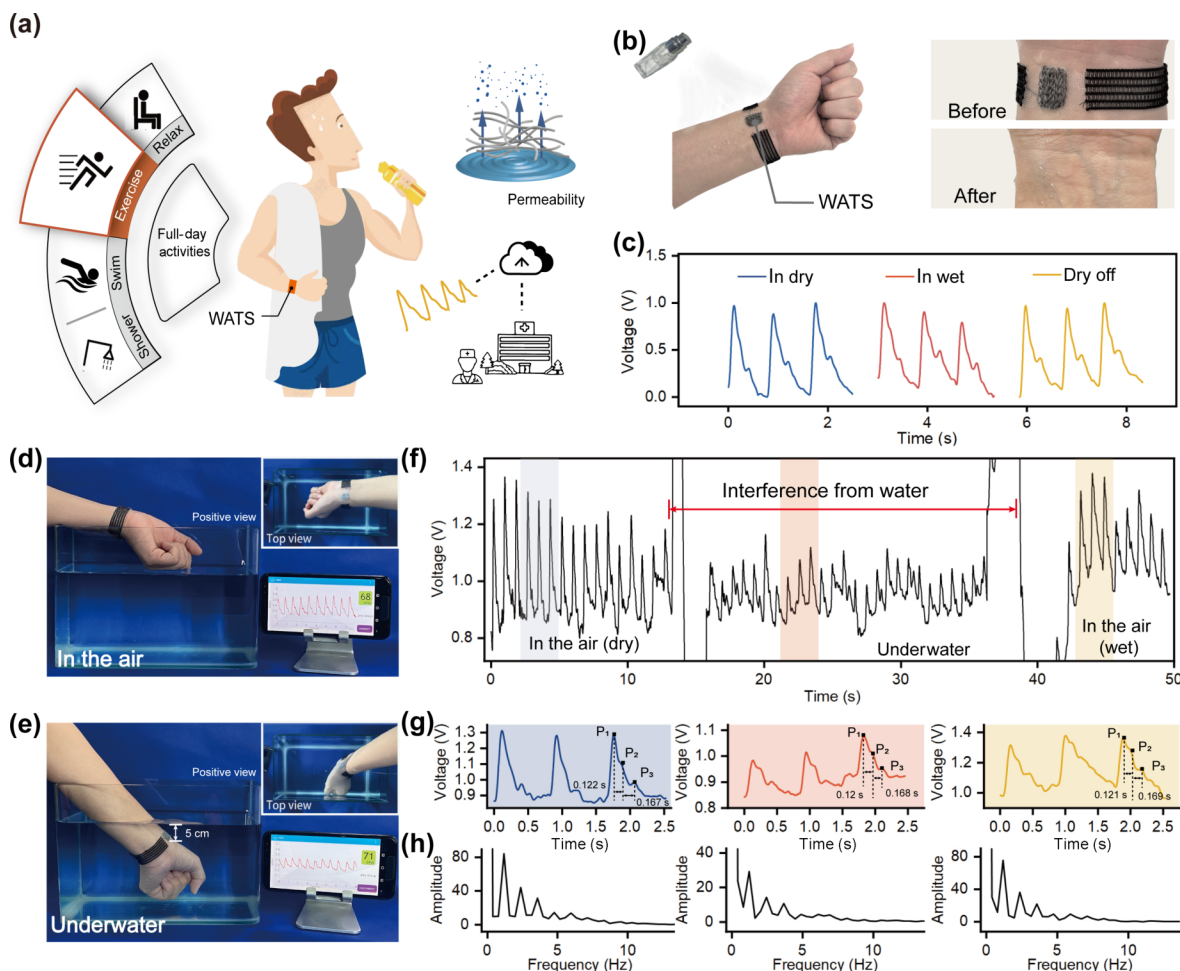 (a)
Relax
Exercise
Swim
Shower
Full-day
activities
WATS
Permeability
(b)
WATS
Before
After
(c)
In dry
In wet
Dry off
Voltage (V)
1.5
1.0
0.5
0.0
0
2
4
6
8
Time (s)
(d)
Positive view
Top view
68
In the air
(e)
Positive view
Top view
5 cm
71
Underwater
(f)
Voltage (V)
1.4
1.2
1.0
0.8
Interference from water
In the air (dry)
Underwater
In the air
(wet)
0
10
20
30
40
50
Time (s)
(g)
Voltage (V)
1.3
1.2
1.1
1.0
0.9
P₁
P₂
P₃
0.122 s
0.167 s
0.0 0.5 1.0 1.5 2.0 2.5
Time (s)
Voltage (V)
1.1
1.0
0.9
0.8
P₁
P₂
P₃
0.12 s
0.168 s
0.0 0.5 1.0 1.5 2.0 2.5
Time (s)
Voltage (V)
1.4
1.2
1.0
P₁
P₂
P₃
0.121 s
0.169 s
0.0 0.5 1.0 1.5 2.0 2.5
Time (s)
(h)
Amplitude
80
40
0
0
5
10
Frequency (Hz)
Amplitude
40
20
0
0
5
10
Frequency (Hz)
Amplitude
80
40
0
0
5
10
Frequency (Hz)